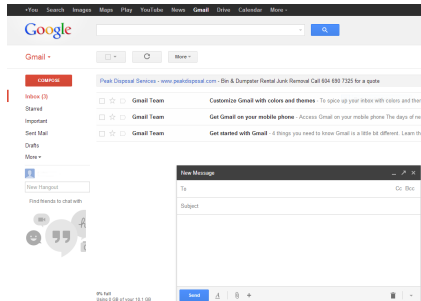 +You Search Images Maps Play YouTube News Gmail Drive Calendar More
Google
Gmail
More
COMPOSE
Peak Disposal Services - www.peakdisposal.com - Bin & Dumpster Rental Junk Removal Call 604 690 7325 for a quote
Inbox (3)
Starred
Important
Sent Mail
Drafts
More
Gmail Team Customize Gmail with colors and themes - To spice up your inbox with colors and
Gmail Team Get Gmail on your mobile phone - Access Gmail on your mobile phone The days of
Gmail Team Get started with Gmail - 4 things you need to know Gmail is a little bit different. Learn
New Hangout
Find friends to chat with
New Message
To Cc Bcc
Subject
Send
0% full
Using 0 GB of your 10.1 GB